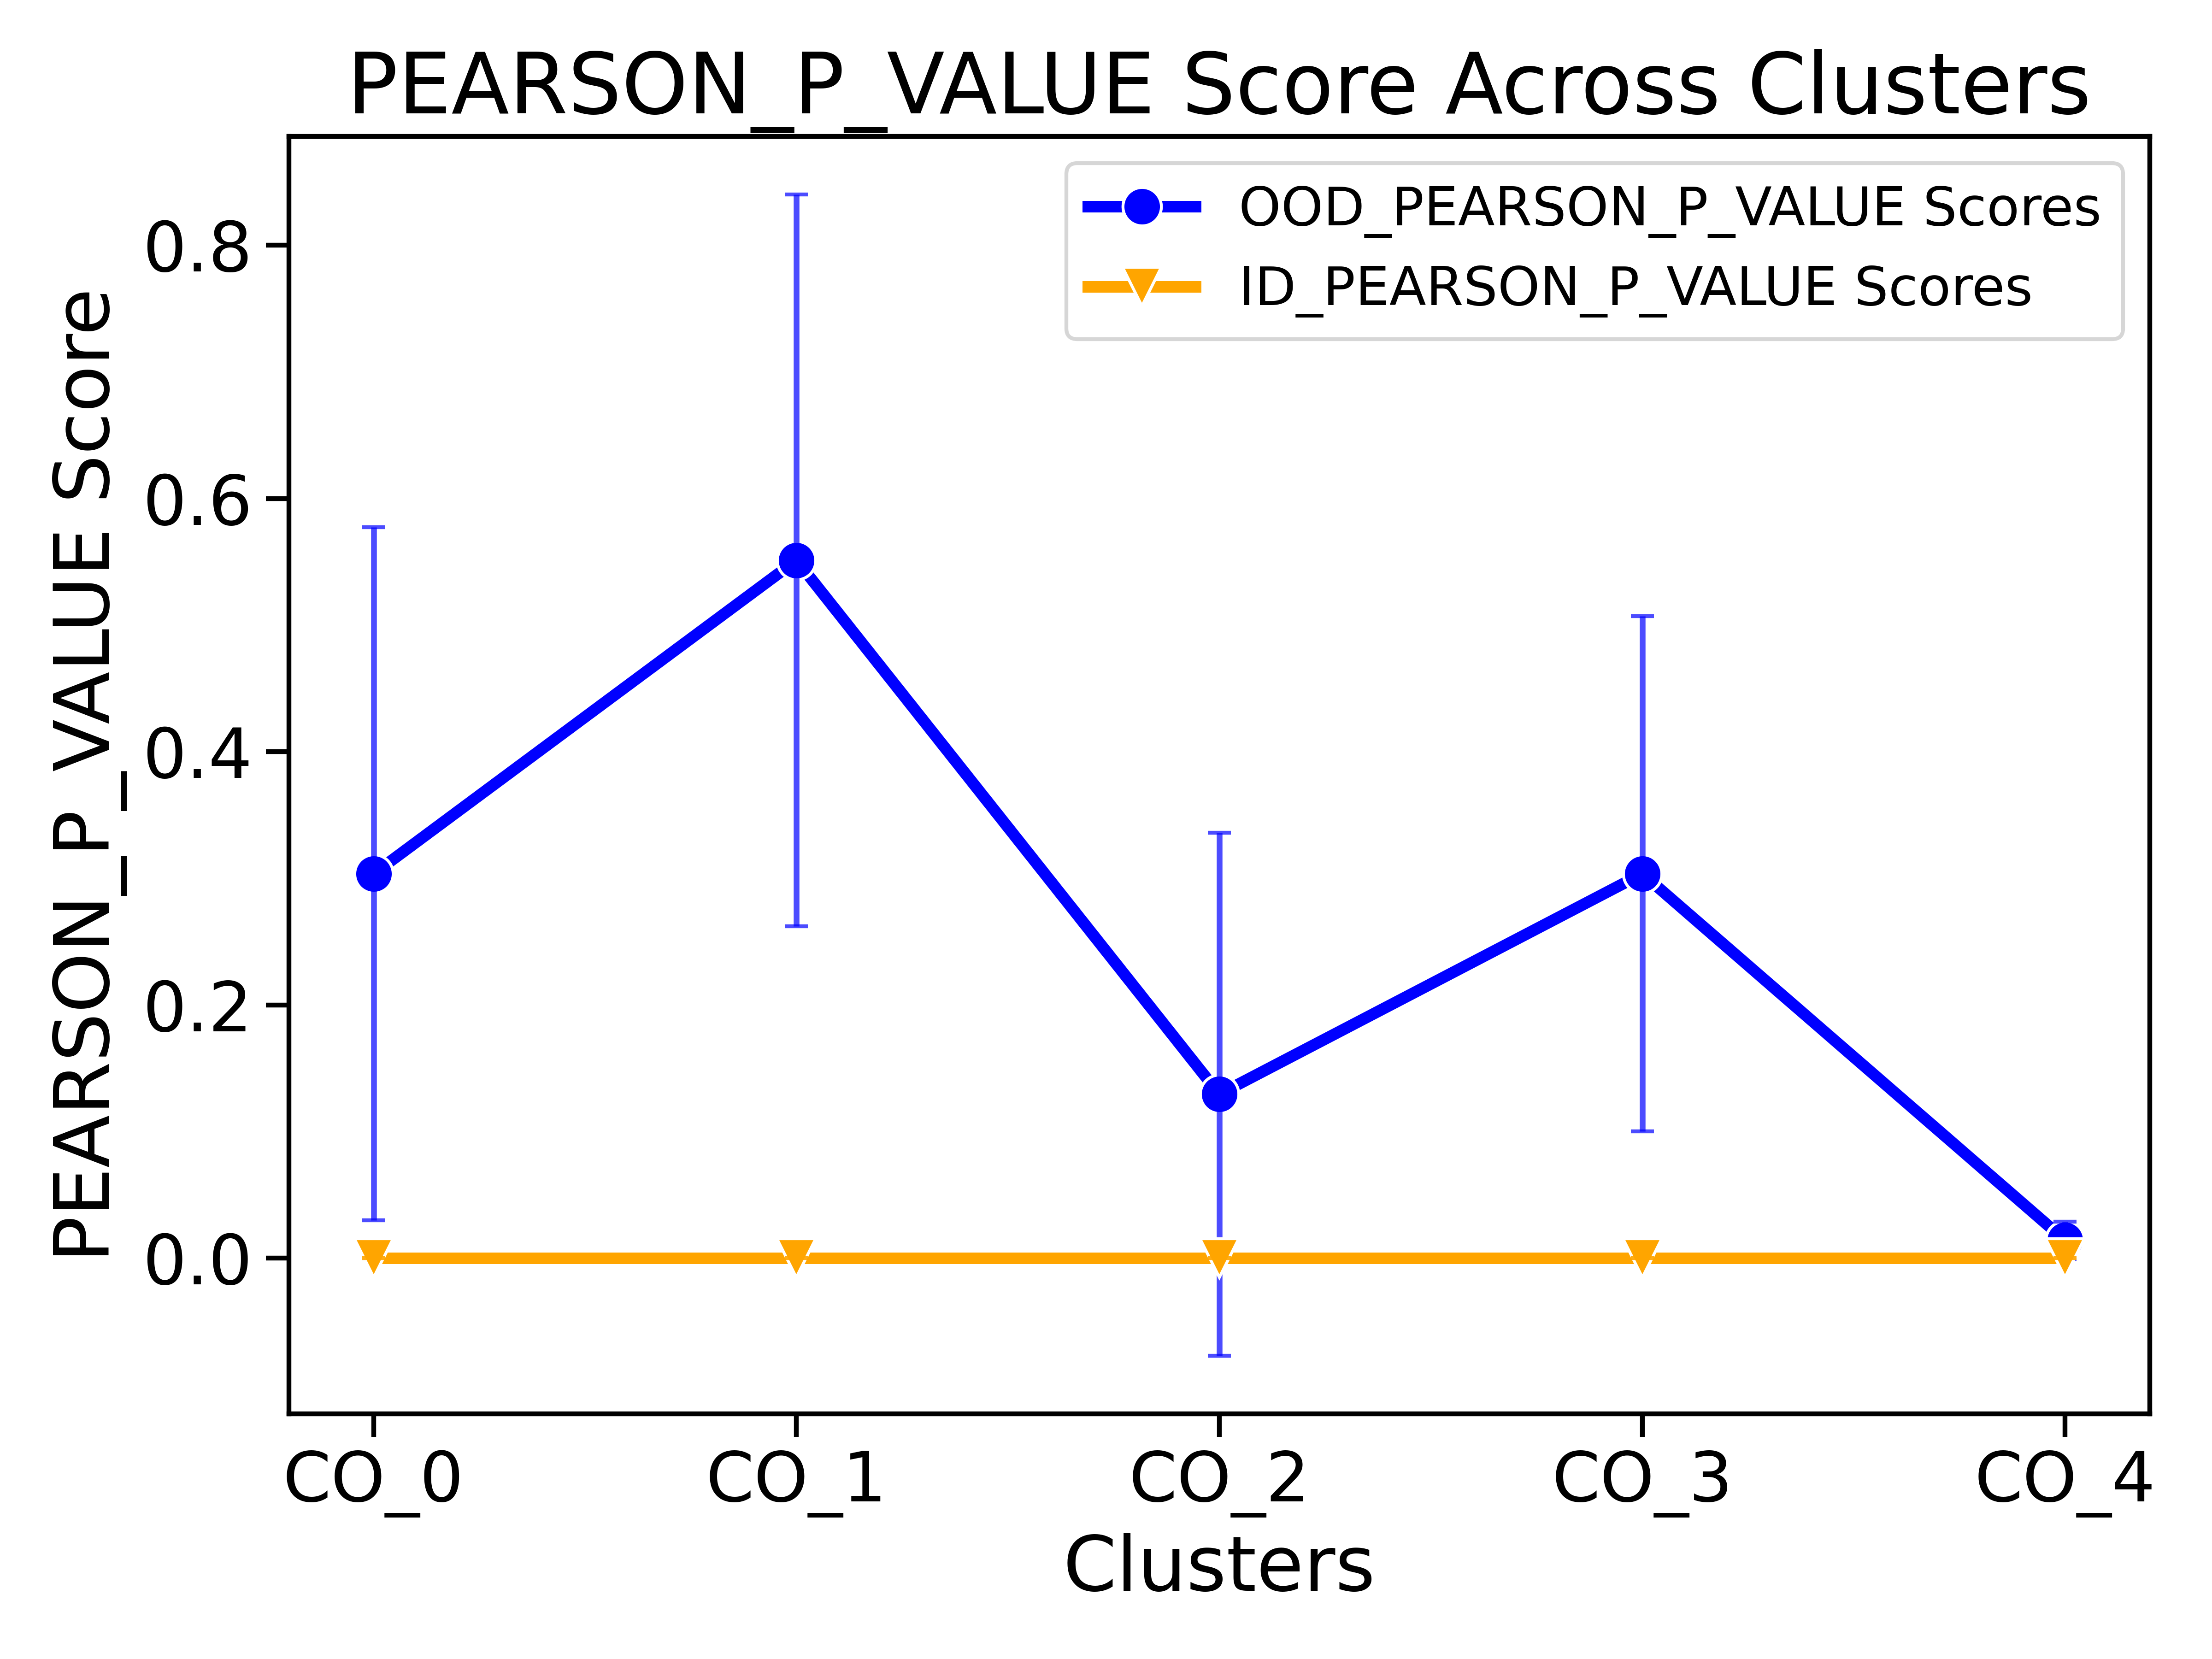 PEARSON_P_VALUE Score Across Clusters
OOD_PEARSON_P_VALUE Scores
ID_PEARSON_P_VALUE Scores
PEARSON_P_VALUE Score
0.8
0.6
0.4
0.2
0.0
CO_0 CO_1 CO_2 CO_3 CO_4
Clusters